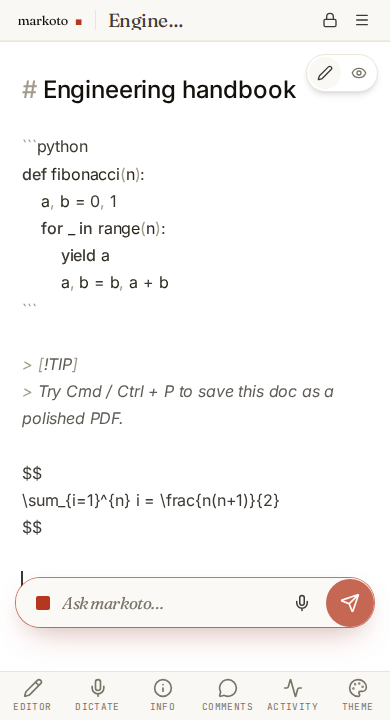 markoto
Engine...
# Engineering handbook
```python
def fibonacci(n):
    a, b = 0, 1
    for _ in range(n):
        yield a
        a, b = b, a + b
```
> [!TIP]
> Try Cmd / Ctrl + P to save this doc as a
polished PDF.
$$
\sum_{i=1}^{n} i = \frac{n(n+1)}{2}
$$
Ask markoto...
EDITOR DICTATE INFO COMMENTS ACTIVITY THEME